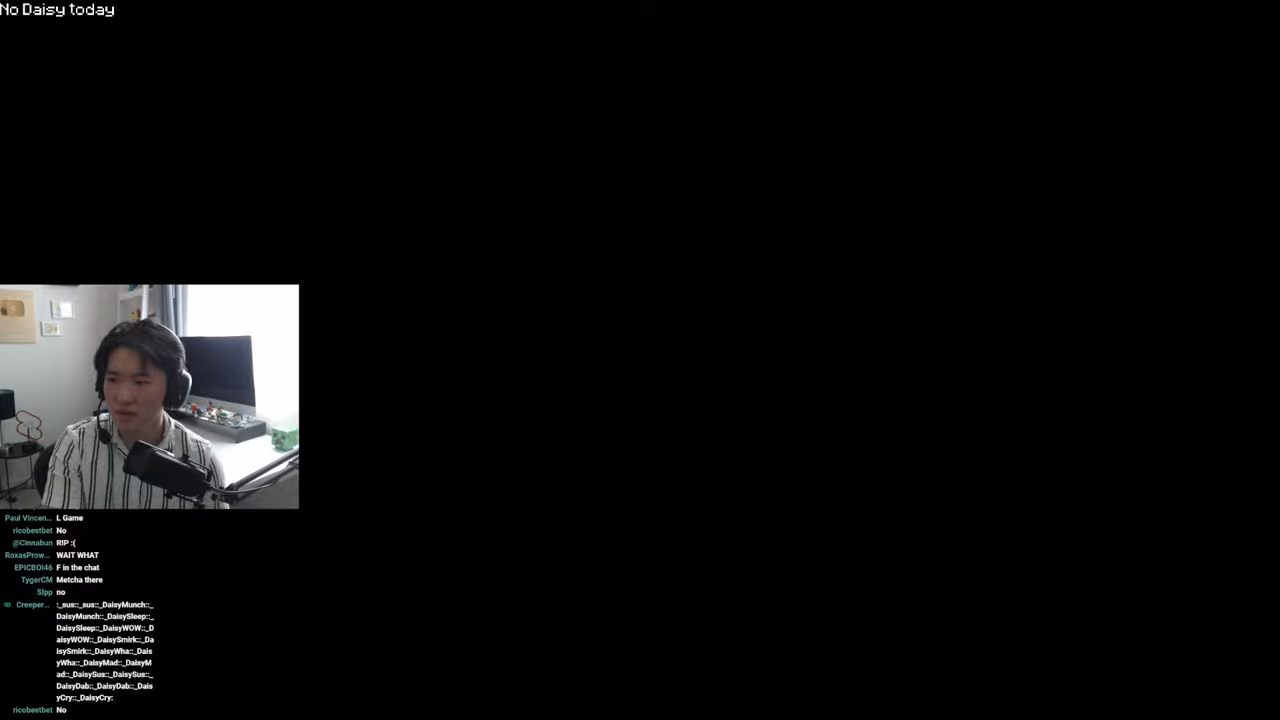 No Daisy today
Paul Vincen... L Game
ricobestbet No
@Cinnabun RIP :(
RoxasProw... WAIT WHAT
EPICBOI46 F in the chat
TygerCM Metcha there
Slpp no
Creeper... :_sus::_sus::_DaisyMunch::_
DaisyMunch::_DaisySleep::_
DaisySleep::_DaisyWOW::_D
aisyWOW::_DaisySmirk::_Da
isySmirk::_DaisyWha::_Dais
yWha::_DaisyMad::_DaisyM
ad::_DaisySus::_DaisySus::_
DaisyDab::_DaisyDab::_Dais
yCry::_DaisyCry:
ricobestbet No